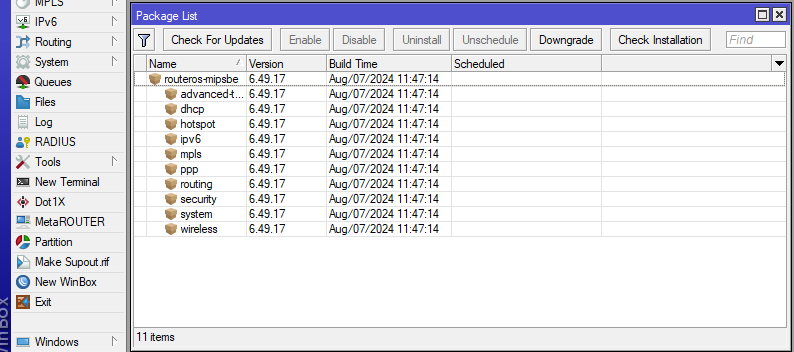 MPLS
IPv6
Routing
System
Queues
Files
Log
RADIUS
Tools
New Terminal
Dot1X
MetaROUTER
Partition
Make Supout.rif
New WinBox
Exit
Windows
WinBox
Package List
Check For Updates Enable Disable Uninstall Unschedule Downgrade Check Installation Find
Name Version Build Time Scheduled
routeros-mipsbe 6.49.17 Aug/07/2024 11:47:14
advanced-t... 6.49.17 Aug/07/2024 11:47:14
dhcp 6.49.17 Aug/07/2024 11:47:14
hotspot 6.49.17 Aug/07/2024 11:47:14
ipv6 6.49.17 Aug/07/2024 11:47:14
mpls 6.49.17 Aug/07/2024 11:47:14
ppp 6.49.17 Aug/07/2024 11:47:14
routing 6.49.17 Aug/07/2024 11:47:14
security 6.49.17 Aug/07/2024 11:47:14
system 6.49.17 Aug/07/2024 11:47:14
wireless 6.49.17 Aug/07/2024 11:47:14
11 items